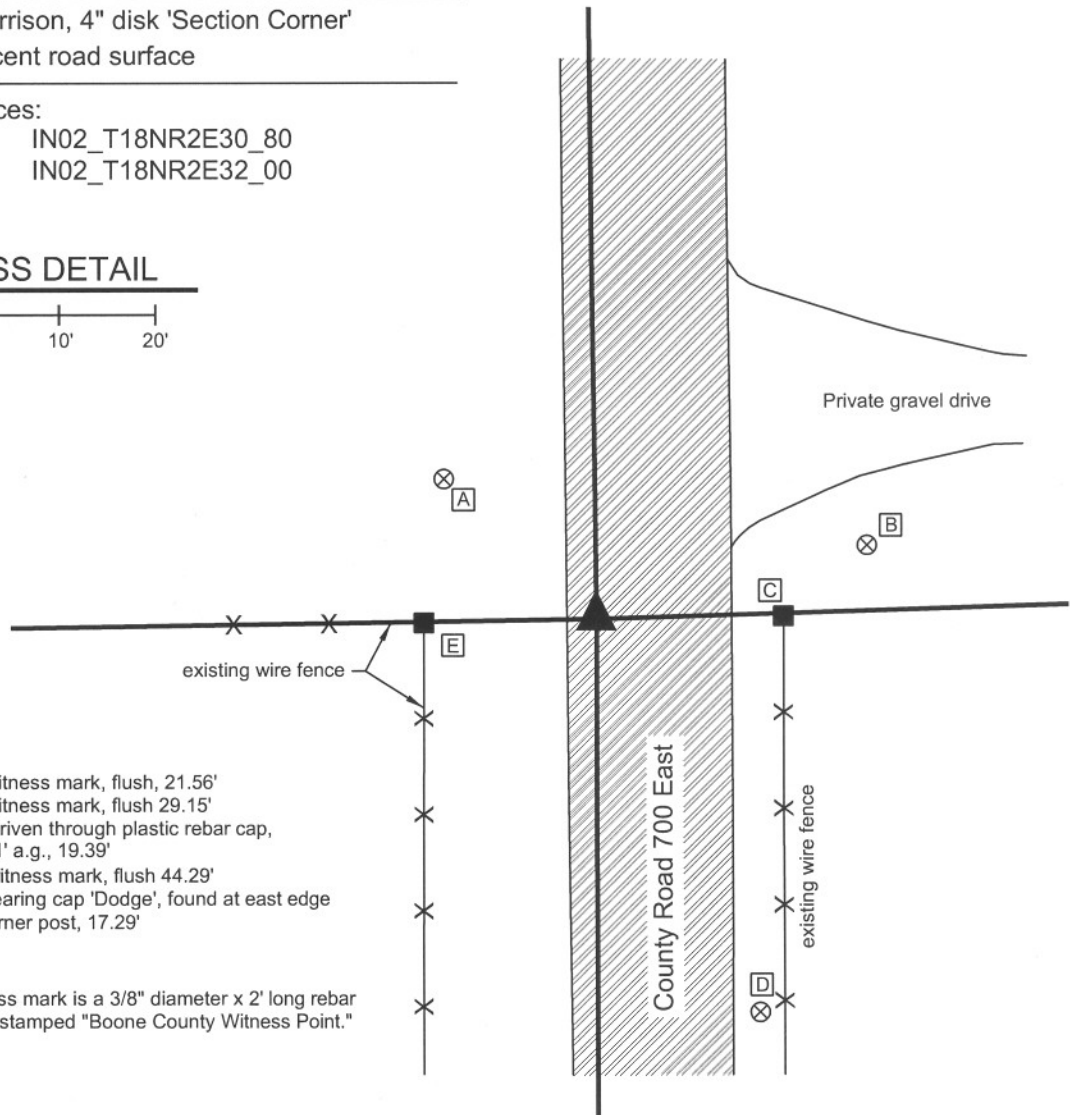 rrison, 4" disk 'Section Corner'
cent road surface
ces:
IN02_T18NR2E30_80
IN02_T18NR2E32_00
SS DETAIL
10' 20'
Private gravel drive
A
B
C
E
existing wire fence
itness mark, flush, 21.56'
itness mark, flush 29.15'
riven through plastic rebar cap,
1' a.g., 19.39'
itness mark, flush 44.29'
earing cap 'Dodge', found at east edge
rner post, 17.29'
County Road 700 East
existing wire fence
D
ss mark is a 3/8" diameter x 2' long rebar
stamped "Boone County Witness Point."